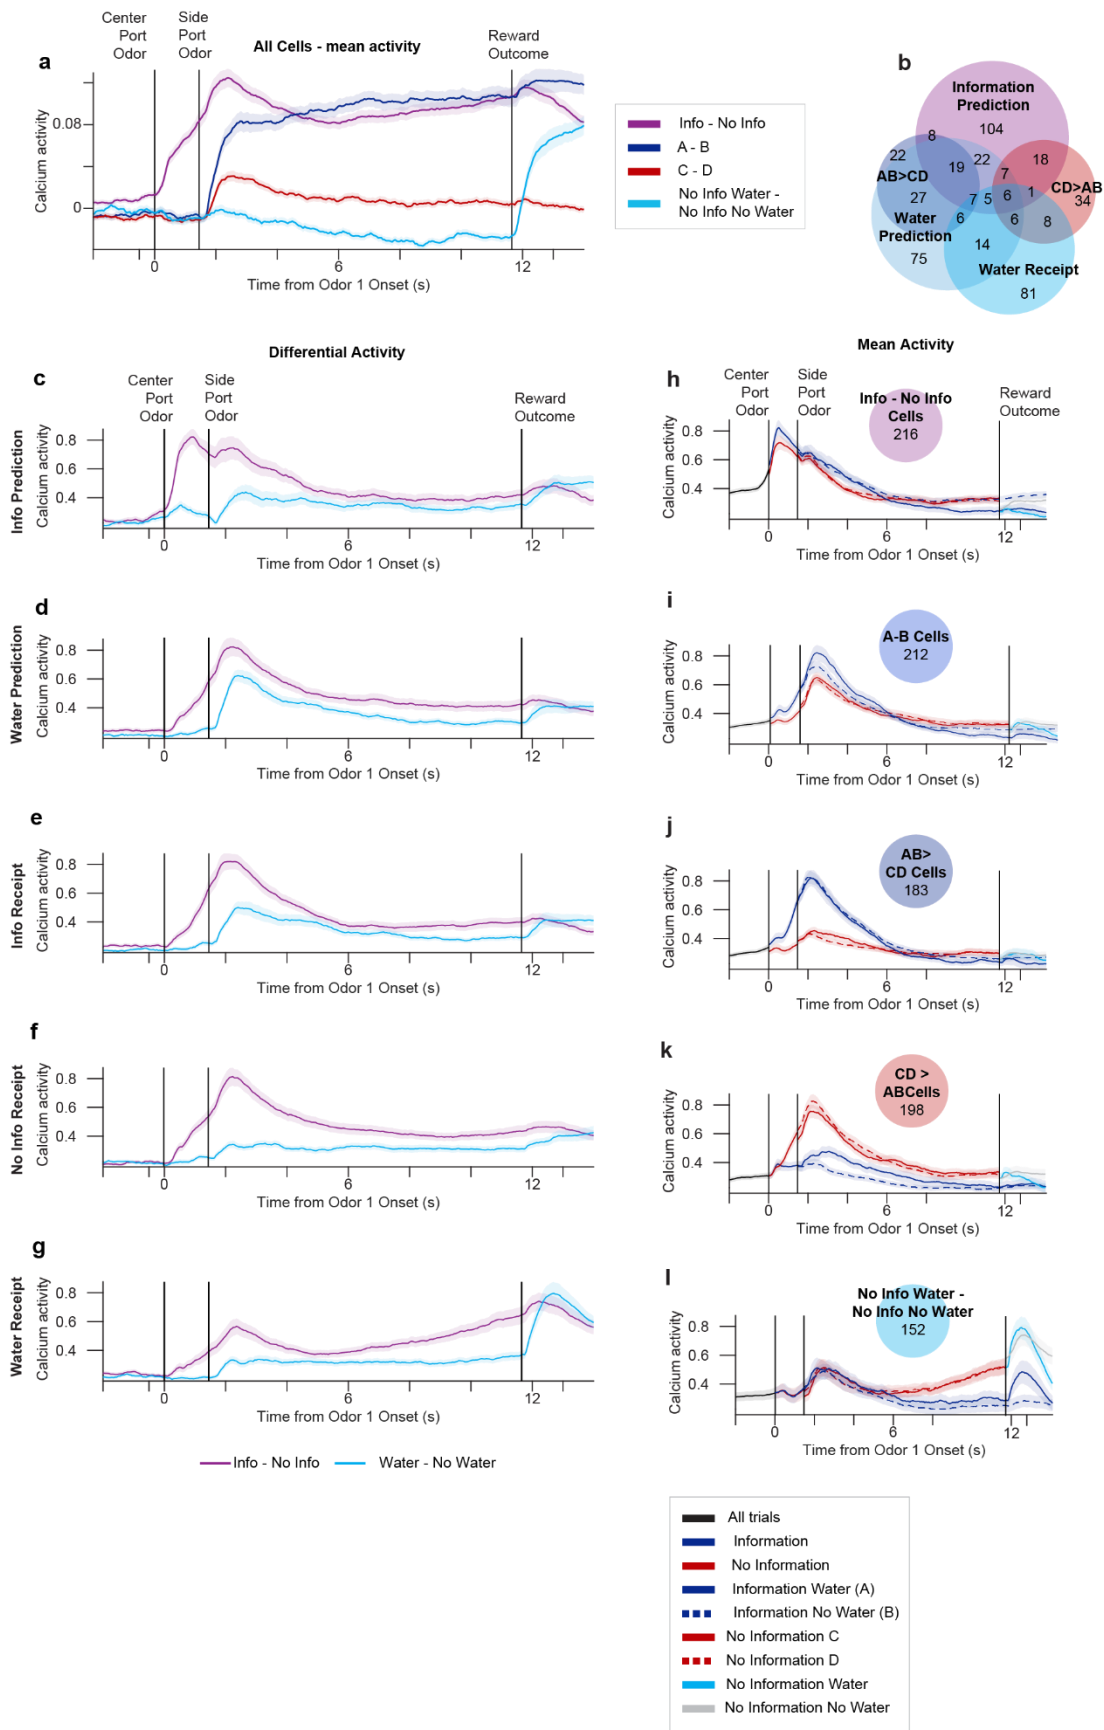 Center
Port
Odor
Side
Port
Odor
All Cells - mean activity
Reward
Outcome
a
Calcium activity
0.08
0
0
6
12
Time from Odor 1 Onset (s)
Info - No Info
A - B
C - D
No Info Water -
No Info No Water
b
Information
Prediction
104
8
22
22
18
19
7
AB>CD
CD>AB
27
7
5
6
1
34
6
6
8
Water
Prediction
14
75
Water Receipt
81
Differential Activity
Mean Activity
c
Center
Port
Odor
Side
Port
Odor
Reward
Outcome
Info Prediction
Calcium activity
0.8
0.6
0.4
0
6
12
Time from Odor 1 Onset (s)
d
Water Prediction
Calcium activity
0.8
0.6
0.4
0
6
12
Time from Odor 1 Onset (s)
e
Info Receipt
Calcium activity
0.8
0.6
0.4
0
6
12
Time from Odor 1 Onset (s)
f
No Info Receipt
Calcium activity
0.8
0.6
0.4
0
6
12
Time from Odor 1 Onset (s)
g
Water Receipt
Calcium activity
0.8
0.6
0.4
0
6
12
Time from Odor 1 Onset (s)
Info - No Info
Water - No Water
h
Center
Port
Odor
Side
Port
Odor
Info - No Info
Cells
216
Reward
Outcome
Calcium activity
0.8
0.6
0.4
0
6
12
Time from Odor 1 Onset (s)
i
A-B Cells
212
Calcium activity
0.8
0.6
0.4
0
6
12
Time from Odor 1 Onset (s)
j
AB>
CD Cells
183
Calcium activity
0.8
0.6
0.4
0
6
12
Time from Odor 1 Onset (s)
k
CD >
ABCells
198
Calcium activity
0.8
0.6
0.4
0
6
12
Time from Odor 1 Onset (s)
l
No Info Water -
No Info No Water
152
Calcium activity
0.8
0.6
0.4
0
6
12
Time from Odor 1 Onset (s)
All trials
Information
No Information
Information Water (A)
Information No Water (B)
No Information C
No Information D
No Information Water
No Information No Water